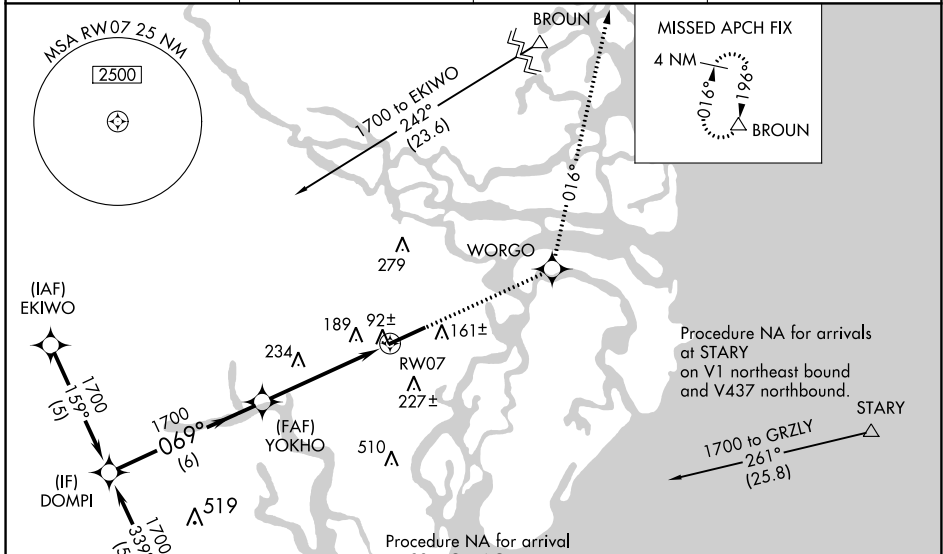 MSA RW07 25 NM
2500
BROUN
1700 to EKIWO
242°
(23.6)
MISSED APCH FIX
4 NM
016°
196°
BROUN
016°
WORGO
279
(IAF)
EKIWO
1700
159°
(5)
189
92±
161±
234
RW07
227±
Procedure NA for arrivals
at STARY
on V1 northeast bound
and V437 northbound.
STARY
1700 to GRZLY
261°
(25.8)
1700
069°
(6)
(FAF)
YOKHO
510
(IF)
DOMPI
519
1700
339°
Procedure NA for arrival